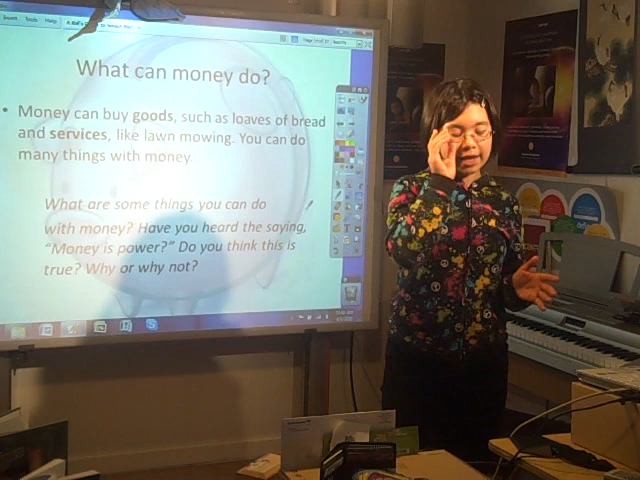 Tools Help
What can money do?
• Money can buy goods, such as loaves of bread
and services, like lawn mowing. You can do
many things with money.
What are some things you can do
with money? Have you heard the saying,
"Money is power?" Do you think this is
true? Why or why not?